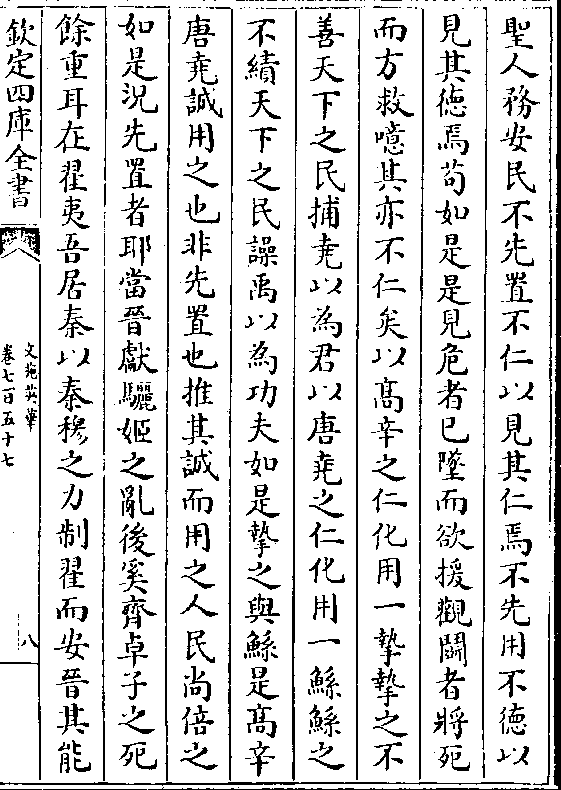 聖人務安民不先置不仁以見其仁焉不先用不徳以
見其徳焉苟如是是見危者已墜而欲援觀鬭者將死
而方救噫其亦不仁矣以髙辛之仁化用一摯摯之不
善天下之民捕堯以為君以唐堯之仁化用一鯀鯀之
不績天下之民譟禹以為功夫如是摯之與鯀是髙辛
唐堯誠用之也非先置也推其誠而用之人民尚倍之
如是況先置者耶當晉獻驪姬之亂後奚齊卓子之死
餘重耳在翟夷吾居秦以秦穆之力制翟而安晉其能
欽定四庫全書
文苑英華
卷七百五十七
八